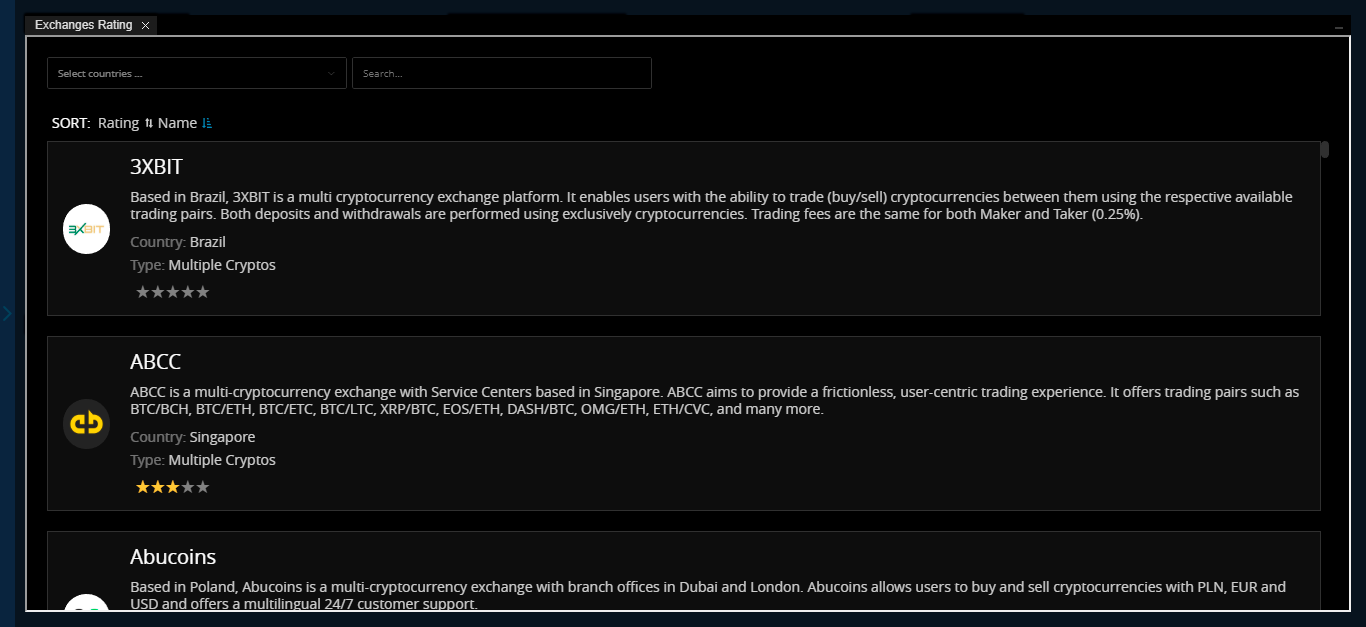 Exchanges Rating
Select countries ...
Search...
SORT: Rating Name
3XBIT
Based in Brazil, 3XBIT is a multi cryptocurrency exchange platform. It enables users with the ability to trade (buy/sell) cryptocurrencies between them using the respective available
trading pairs. Both deposits and withdrawals are performed using exclusively cryptocurrencies. Trading fees are the same for both Maker and Taker (0.25%).
3XBIT
Country: Brazil
Type: Multiple Cryptos
ABCC
ABCC is a multi-cryptocurrency exchange with Service Centers based in Singapore. ABCC aims to provide a frictionless, user-centric trading experience. It offers trading pairs such as
BTC/BCH, BTC/ETH, BTC/ETC, BTC/LTC, XRP/BTC, EOS/ETH, DASH/BTC, OMG/ETH, ETH/CVC, and many more.
Country: Singapore
Type: Multiple Cryptos
Abucoins
Based in Poland, Abucoins is a multi-cryptocurrency exchange with branch offices in Dubai and London. Abucoins allows users to buy and sell cryptocurrencies with PLN, EUR and
USD and offers a multilingual 24/7 customer support.